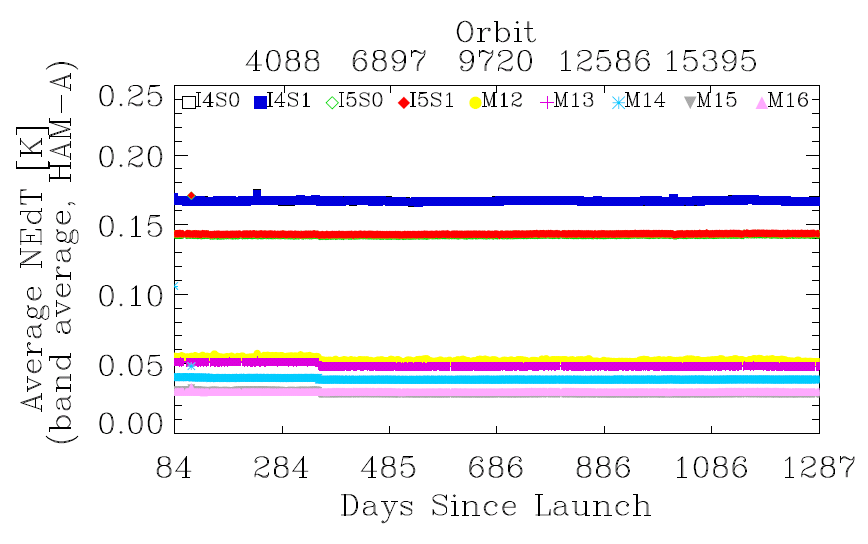 Orbit
4088 6897 9720 12586 15395
I4S0 I4S1 I5S0 I5S1 M12 M13 M14 M15 M16
0.25
0.20
0.15
0.10
0.05
0.00
Average NEdT [K]
(band average, HAM-A)
84 284 485 686 886 1086 1287
Days Since Launch